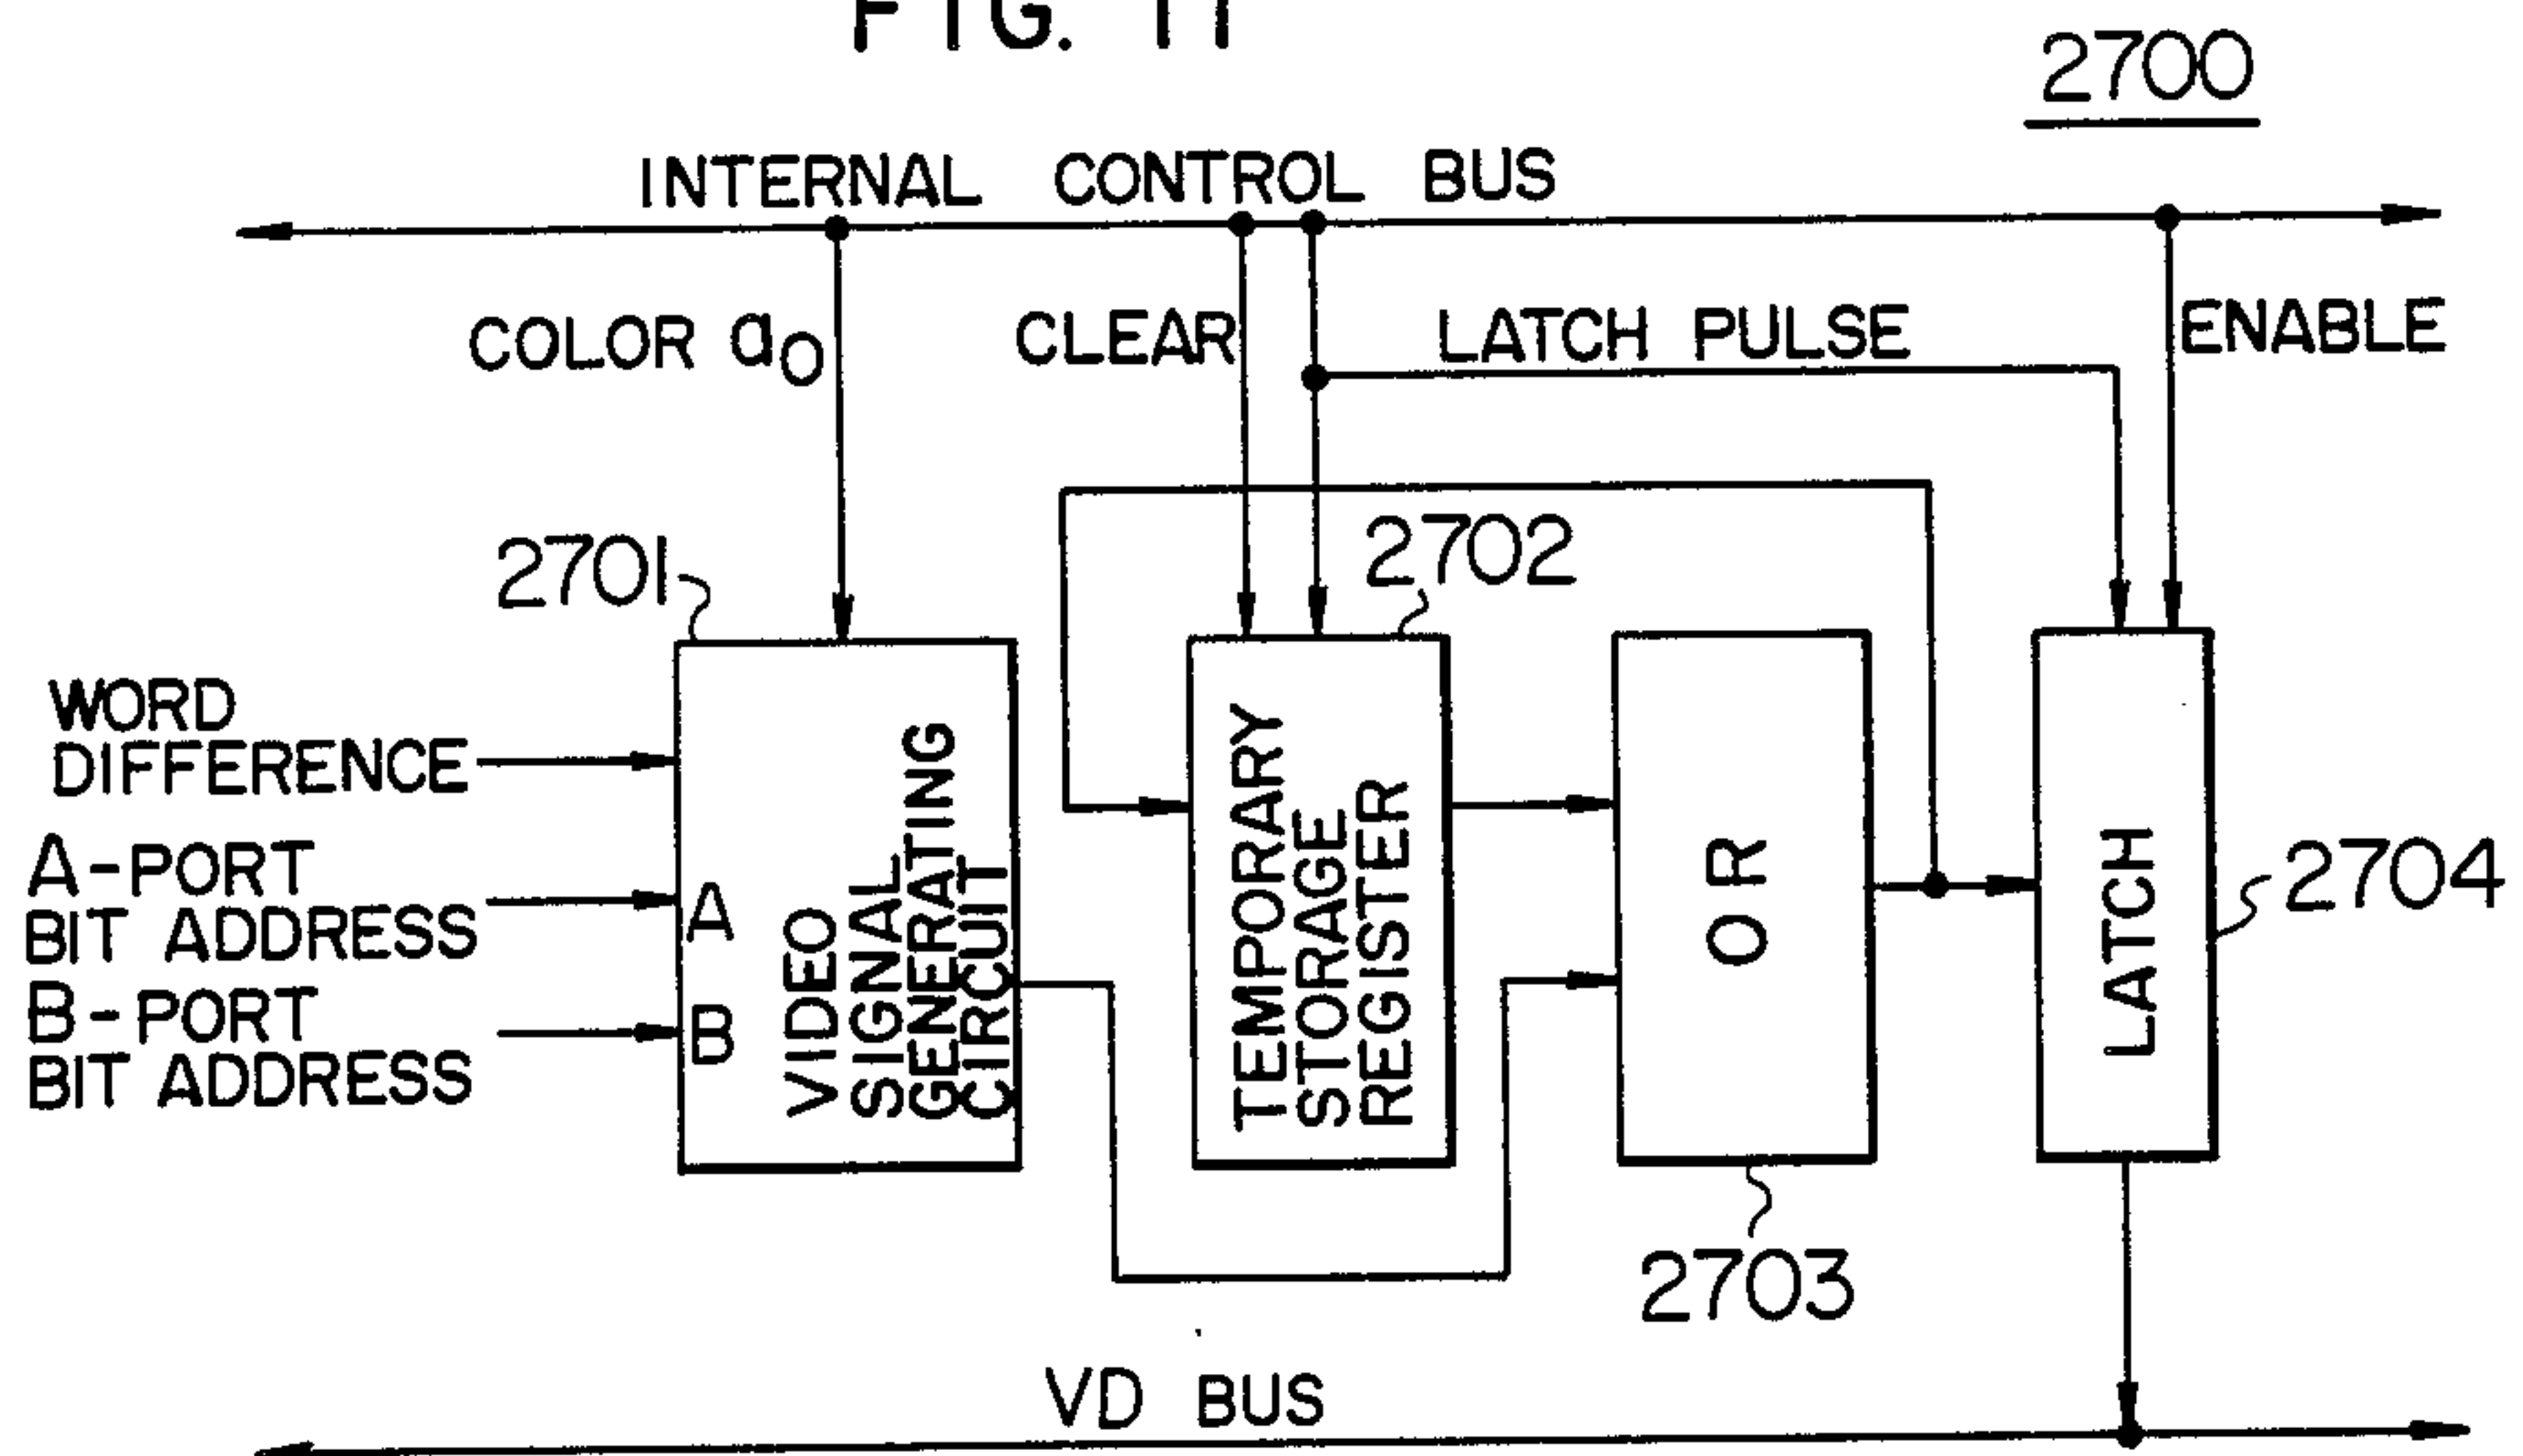 FIG. 11
2700
INTERNAL CONTROL BUS
COLOR a0
CLEAR
LATCH PULSE
ENABLE
2701
2702
WORD
DIFFERENCE
A-PORT
BIT ADDRESS
B-PORT
BIT ADDRESS
A
B
VIDEO
SIGNAL
GENERATING
CIRCUIT
TEMPORARY
STORAGE
REGISTER
OR
LATCH
2704
2703
VD BUS